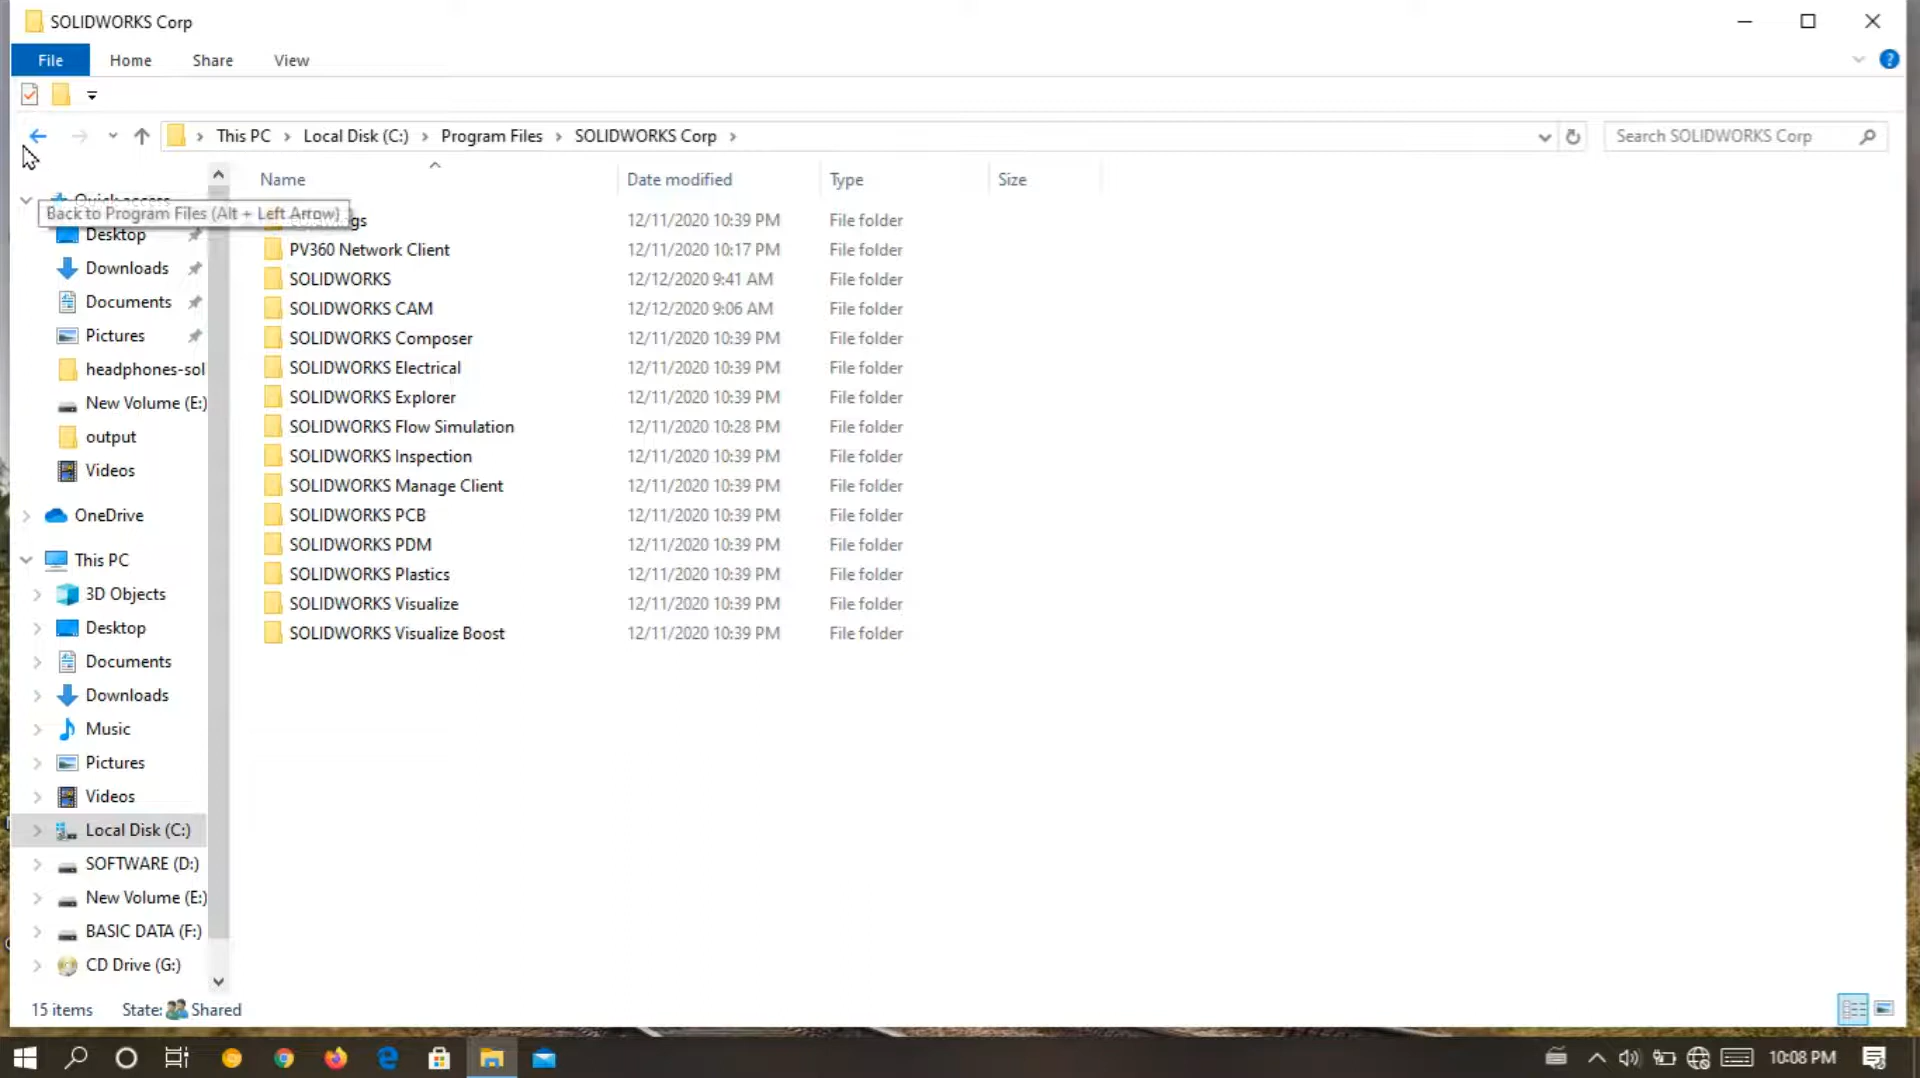 SOLIDWORKS Corp
File Home Share View
This PC Local Disk (C:) Program Files SOLIDWORKS Corp Search SOLIDWORKS Corp
Name Date modified Type Size
Quick access
Back to Program Files (Alt + Left Arrow)
gs 12/11/2020 10:39 PM File folder
Desktop
PV360 Network Client 12/11/2020 10:17 PM File folder
Downloads
SOLIDWORKS 12/12/2020 9:41 AM File folder
Documents
SOLIDWORKS CAM 12/12/2020 9:06 AM File folder
Pictures
SOLIDWORKS Composer 12/11/2020 10:39 PM File folder
headphones-sol
SOLIDWORKS Electrical 12/11/2020 10:39 PM File folder
New Volume (E:)
SOLIDWORKS Explorer 12/11/2020 10:39 PM File folder
output
SOLIDWORKS Flow Simulation 12/11/2020 10:28 PM File folder
Videos
SOLIDWORKS Inspection 12/11/2020 10:39 PM File folder
SOLIDWORKS Manage Client 12/11/2020 10:39 PM File folder
OneDrive
SOLIDWORKS PCB 12/11/2020 10:39 PM File folder
SOLIDWORKS PDM 12/11/2020 10:39 PM File folder
This PC
SOLIDWORKS Plastics 12/11/2020 10:39 PM File folder
3D Objects
SOLIDWORKS Visualize 12/11/2020 10:39 PM File folder
Desktop
SOLIDWORKS Visualize Boost 12/11/2020 10:39 PM File folder
Documents
Downloads
Music
Pictures
Videos
Local Disk (C:)
SOFTWARE (D:)
New Volume (E:)
BASIC DATA (F:)
CD Drive (G:)
15 items State: Shared
10:08 PM